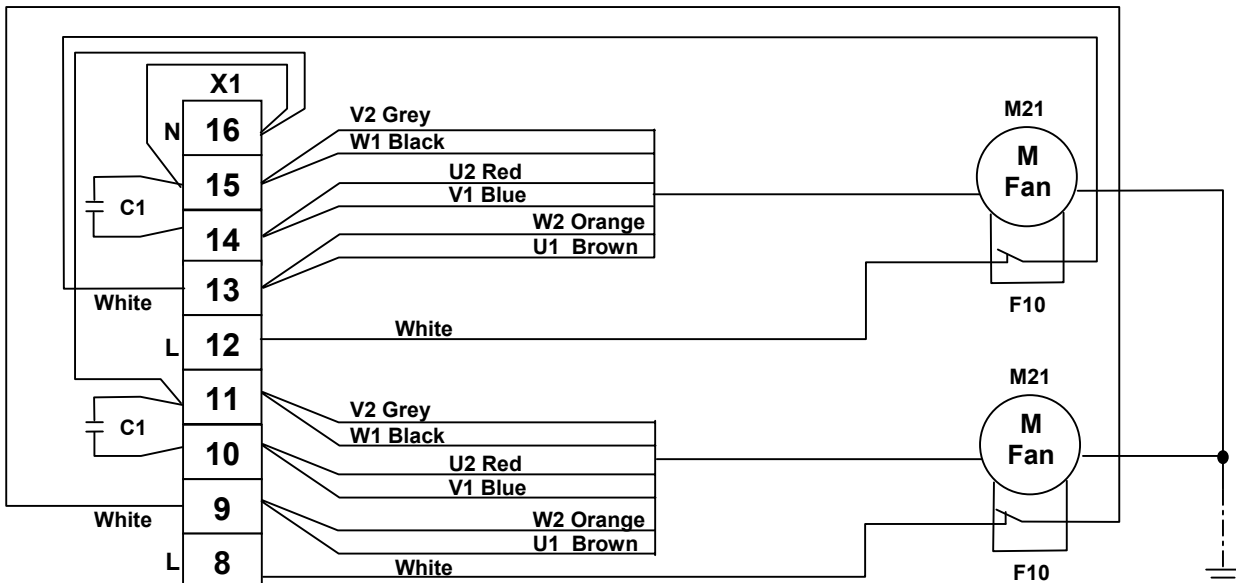 X1
M21
N 16
V2 Grey
W1 Black
M
Fan
15
U2 Red
C1
V1 Blue
14
W2 Orange
U1 Brown
13
White
F10
L 12
White
M21
11
V2 Grey
C1
W1 Black
M
Fan
10
U2 Red
V1 Blue
9
White
W2 Orange
U1 Brown
L 8
White
F10